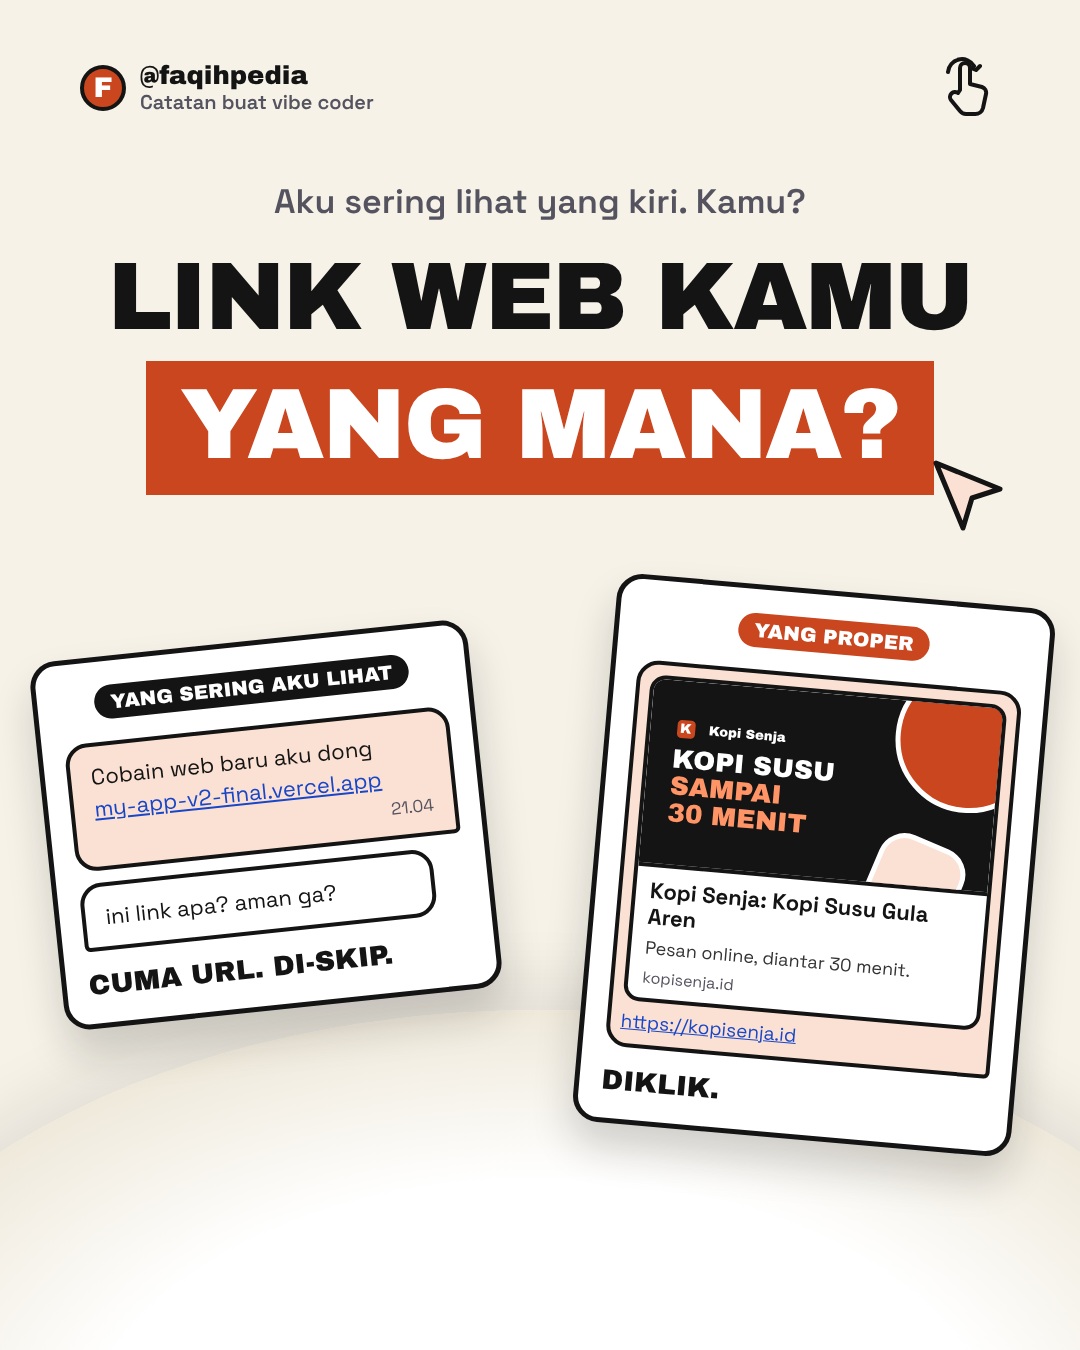 F
@faqihpedia
Catatan buat vibe coder
Aku sering lihat yang kiri. Kamu?
LINK WEB KAMU
YANG MANA?
YANG SERING AKU LIHAT
Cobain web baru aku dong
my-app-v2-final.vercel.app
21.04
ini link apa? aman ga?
CUMA URL. DI-SKIP.
YANG PROPER
K Kopi Senja
KOPI SUSU
SAMPAI
30 MENIT
Kopi Senja: Kopi Susu Gula
Aren
Pesan online, diantar 30 menit.
kopisenja.id
https://kopisenja.id
DIKLIK.